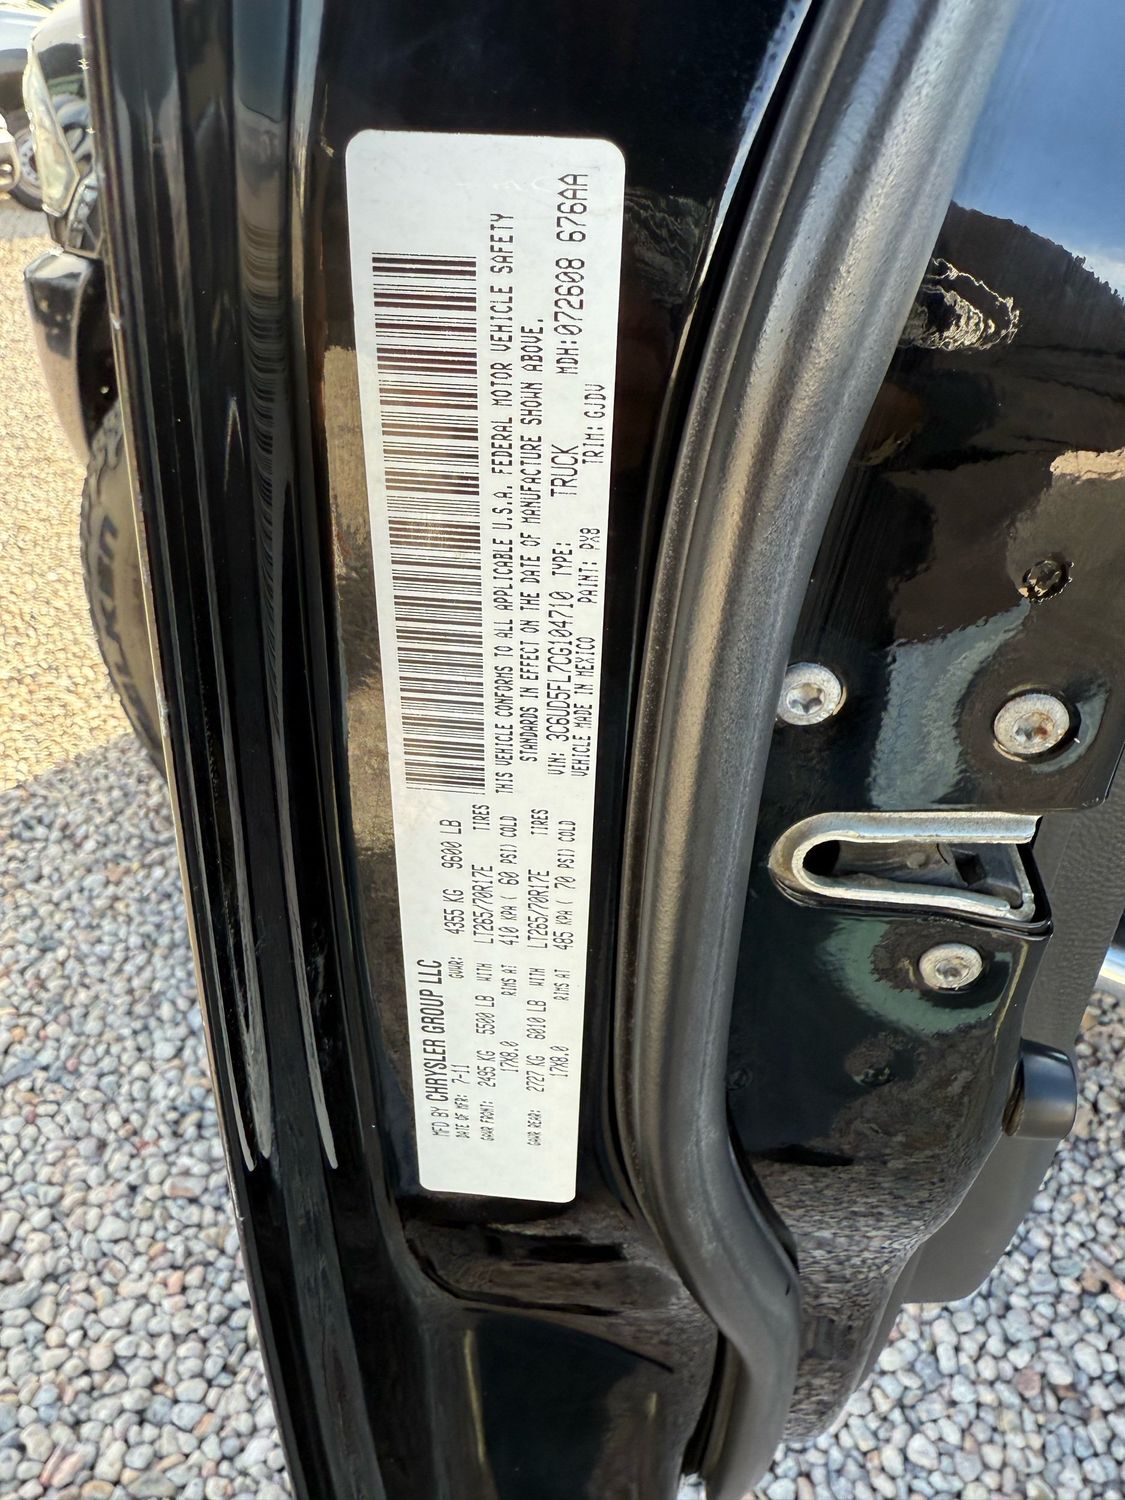 MFD BY CHRYSLER GROUP LLC
DATE OF MFR: 7-11 GVWR: 4355 KG 9600 LB
GAWR FRONT: 2495 KG 5500 LB WITH LT265/70R17E TIRES
17X8.0 RIMS AT 410 KPA ( 60 PSI) COLD
GAWR REAR: 2727 KG 6010 LB WITH LT265/70R17E TIRES
17X8.0 RIMS AT 485 KPA ( 70 PSI) COLD
THIS VEHICLE CONFORMS TO ALL APPLICABLE U.S.A. FEDERAL MOTOR VEHICLE SAFETY
STANDARDS IN EFFECT ON THE DATE OF MANUFACTURE SHOWN ABOVE.
VIN: 3C6UD5FL7CG104710 TYPE: TRUCK MDH:072608 676AA
VEHICLE MADE IN MEXICO PAINT: PX8 TRIM: GJDV